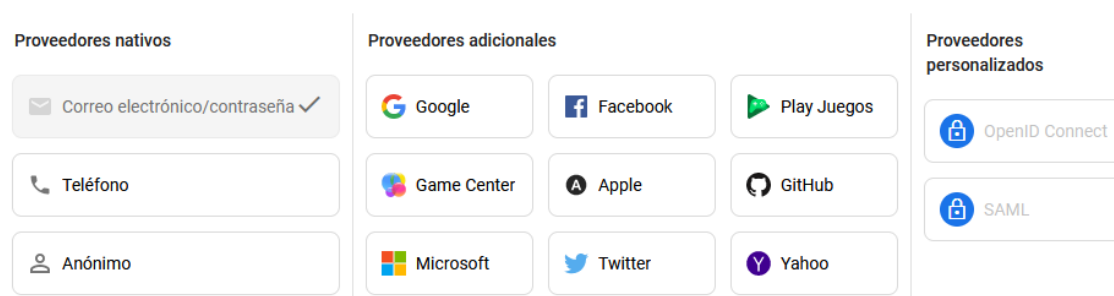 Proveedores nativos
Correo electrónico/contraseña
Teléfono
Anónimo
Proveedores adicionales
Google
Facebook
Play Juegos
Game Center
Apple
GitHub
Microsoft
Twitter
Yahoo
Proveedores
personalizados
OpenID Connect
SAML